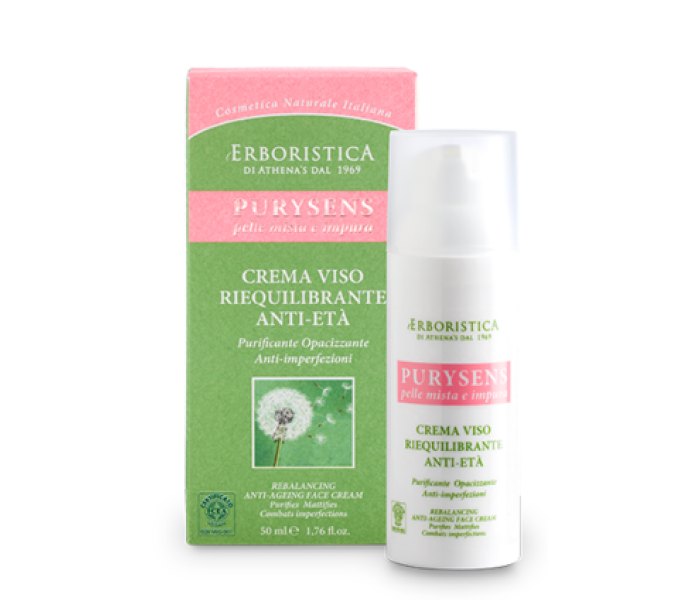 Cosmetica Naturale Italiana
L'ERBORISTICA
DI ATHENA'S DAL 1969
PURYSENS
pelle mista e impura
CREMA VISO
RIEQUILIBRANTE
ANTI-ETÀ
Purificante Opacizzante
Anti-imperfezioni
REBALANCING
ANTI-AGEING FACE CREAM
Purifies Mattifies
Combats imperfections
50 ml e 1,76 fl.oz.
L'ERBORISTICA
DI ATHENA'S DAL 1969
PURYSENS
pelle mista e impura
CREMA VISO
RIEQUILIBRANTE
ANTI-ETÀ
Purificante Opacizzante
Anti-imperfezioni
REBALANCING
ANTI-AGEING FACE CREAM
Purifies Mattifies
Combats imperfections